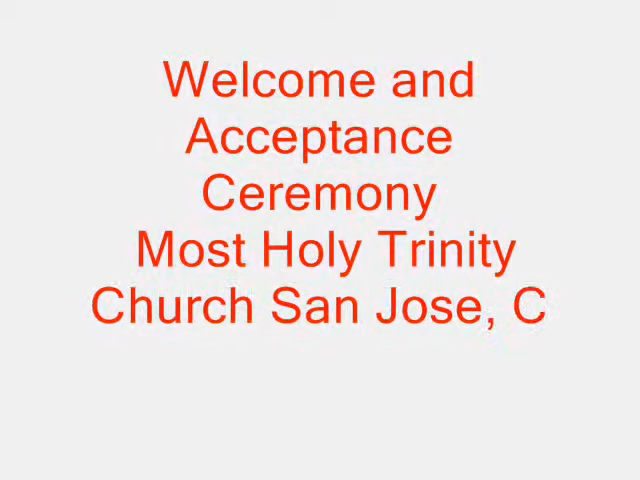 Welcome and
Acceptance
Ceremony
Most Holy Trinity
Church San Jose, C